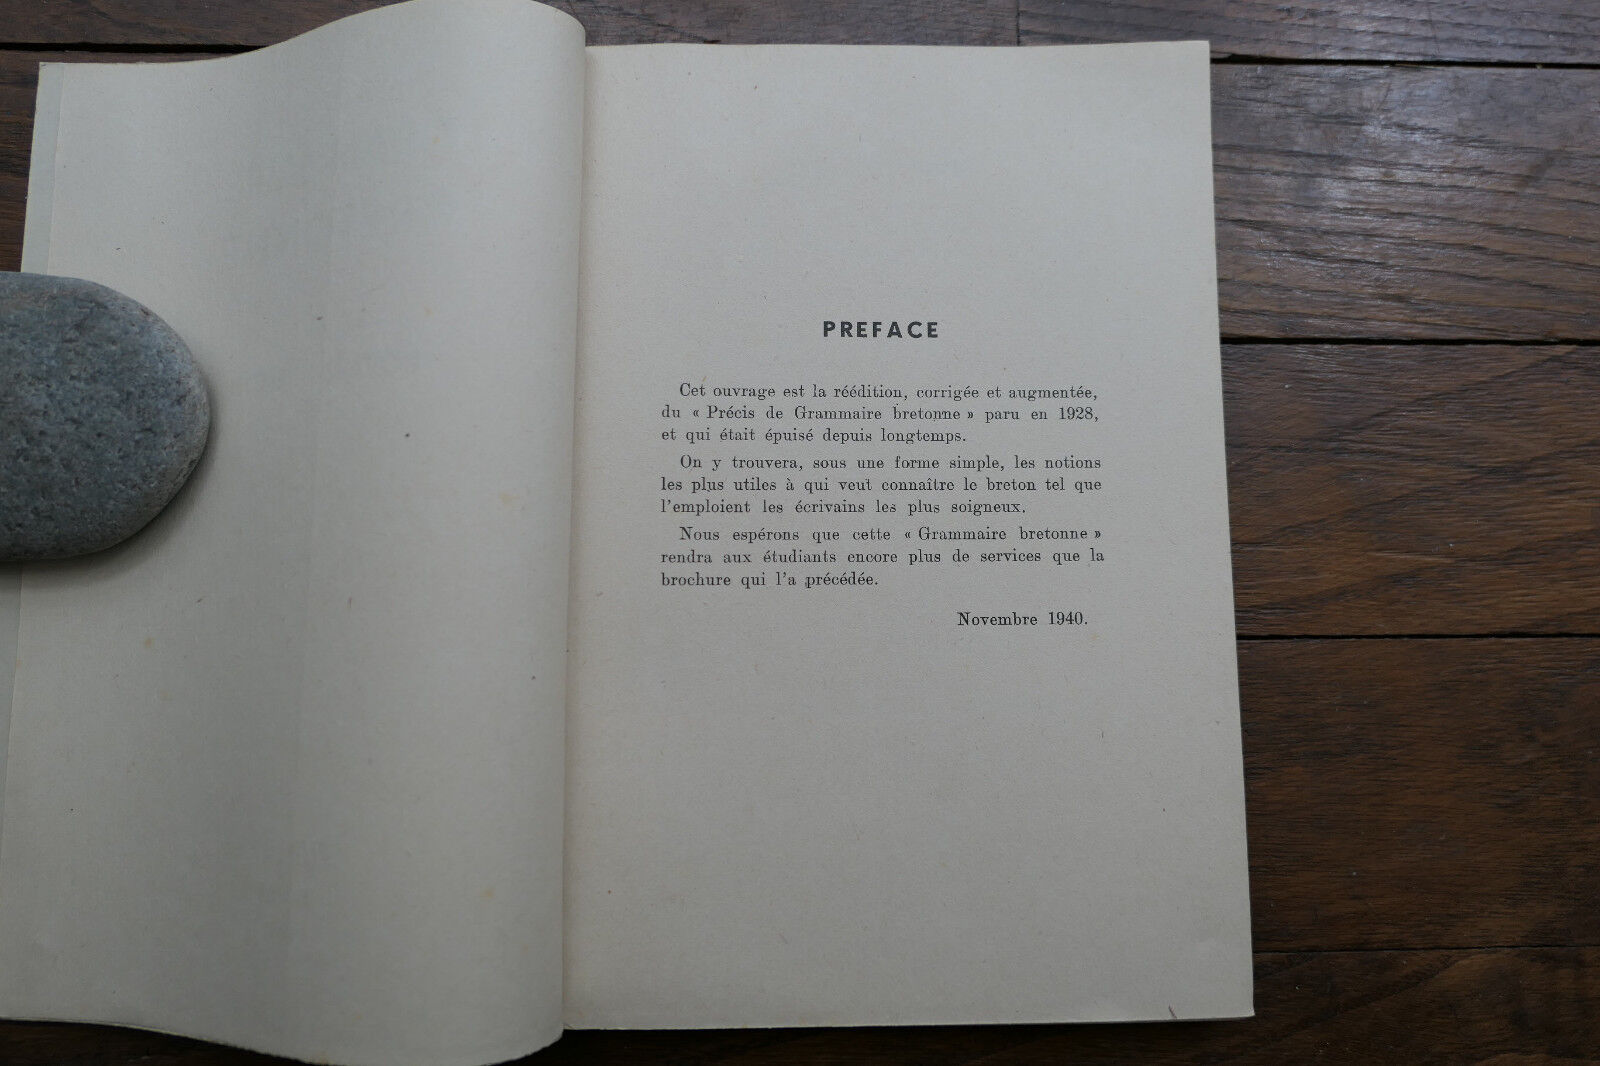 PREFACE
Cet ouvrage est la réédition, corrigée et augmentée,
du « Précis de Grammaire bretonne » paru en 1928,
et qui était épuisé depuis longtemps.
On y trouvera, sous une forme simple, les notions
les plus utiles à qui veut connaître le breton tel que
l'emploient les écrivains les plus soigneux.
Nous espérons que cette « Grammaire bretonne »
rendra aux étudiants encore plus de services que la
brochure qui l'a précédée.
Novembre 1940.